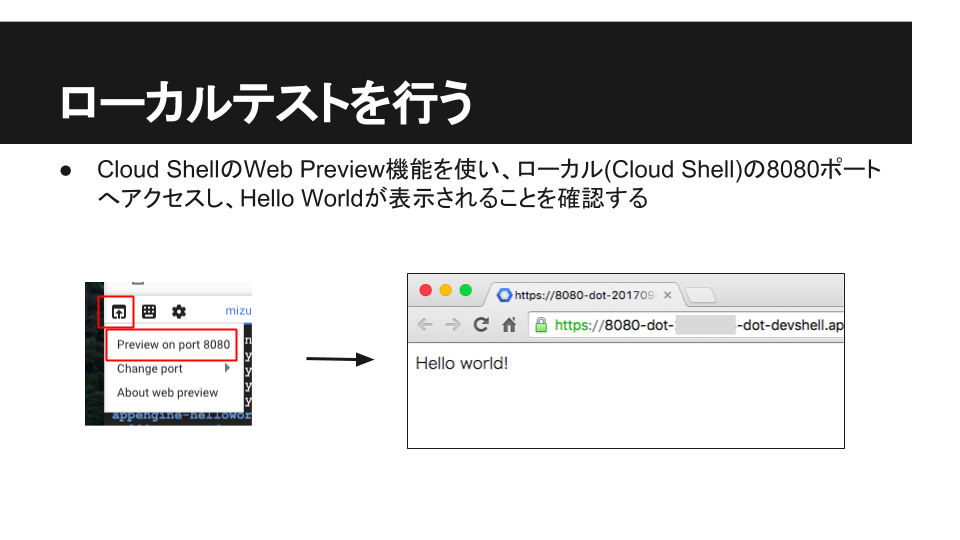 ローカルテストを行う
● Cloud ShellのWeb Preview機能を使い、ローカル(Cloud Shell)の8080ポート
へアクセスし、Hello Worldが表示されることを確認する
mizu
Preview on port 8080
Change port
About web preview
appengine-hellowor
https://8080-dot-201709
https://8080-dot- -dot-devshell.ap
Hello world!